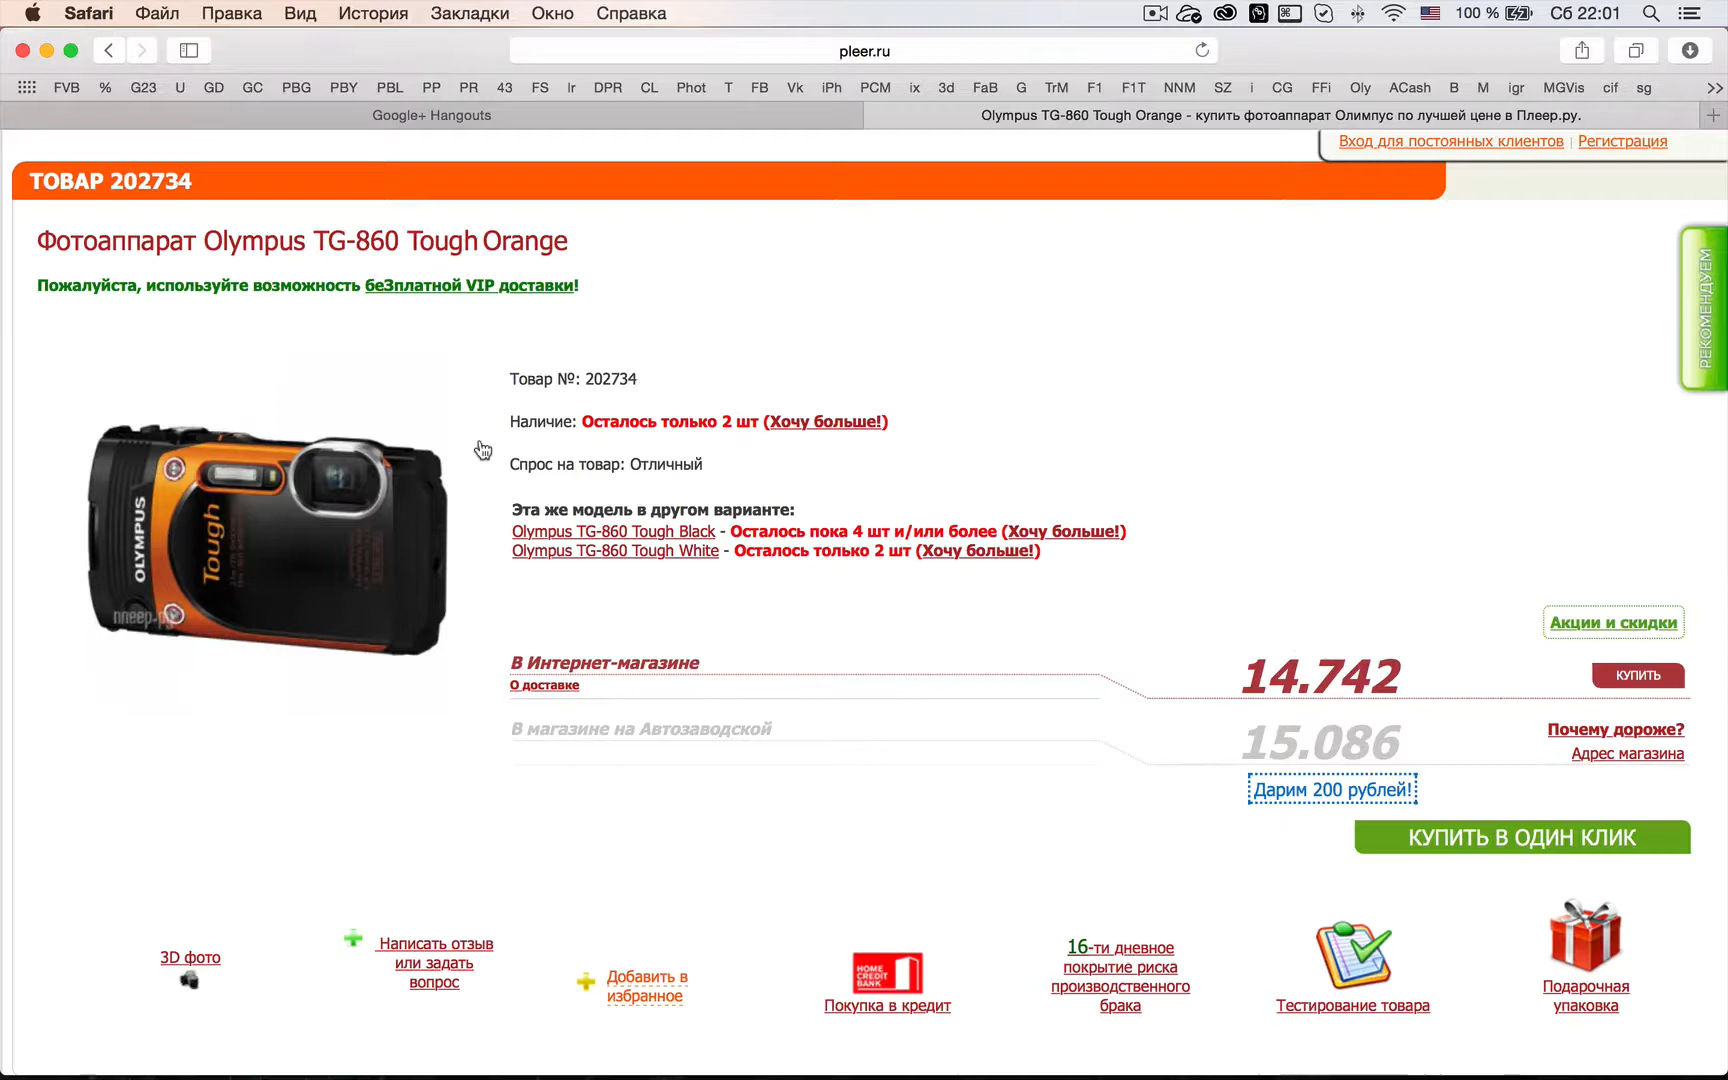 Safari Файл Правка Вид История Закладки Окно Справка 100 % Сб 22:01
pleer.ru
FVB % G23 U GD GC PBG PBY PBL PP PR 43 FS Ir DPR CL Phot T FB Vk iPh PCM ix 3d FaB G TrM F1 F1T NNM SZ i CG FFi Oly ACash B M igr MGVis cif sg
Google+ Hangouts
Olympus TG-860 Tough Orange - купить фотоаппарат Олимпус по лучшей цене в Плеер.ру.
Вход для постоянных клиентов | Регистрация
ТОВАР 202734
Фотоаппарат Olympus TG-860 Tough Orange
Пожалуйста, используйте возможность беЗплатной VIP доставки!
РЕКОМЕНДУЕМ
Товар №: 202734
Наличие: Осталось только 2 шт (Хочу больше!)
Спрос на товар: Отличный
Эта же модель в другом варианте:
Olympus TG-860 Tough Black - Осталось пока 4 шт и/или более (Хочу больше!)
Olympus TG-860 Tough White - Осталось только 2 шт (Хочу больше!)
OLYMPUS
Tough
плеер.ру
Акции и скидки
В Интернет-магазине
14.742
КУПИТЬ
О доставке
В магазине на Автозаводской
15.086
Почему дороже?
Адрес магазина
Дарим 200 рублей!
КУПИТЬ В ОДИН КЛИК
3D фото
Написать отзыв
или задать
вопрос
Добавить в
избранное
HOME
CREDIT
BANK
Покупка в кредит
16-ти дневное
покрытие риска
производственного
брака
Тестирование товара
Подарочная
упаковка